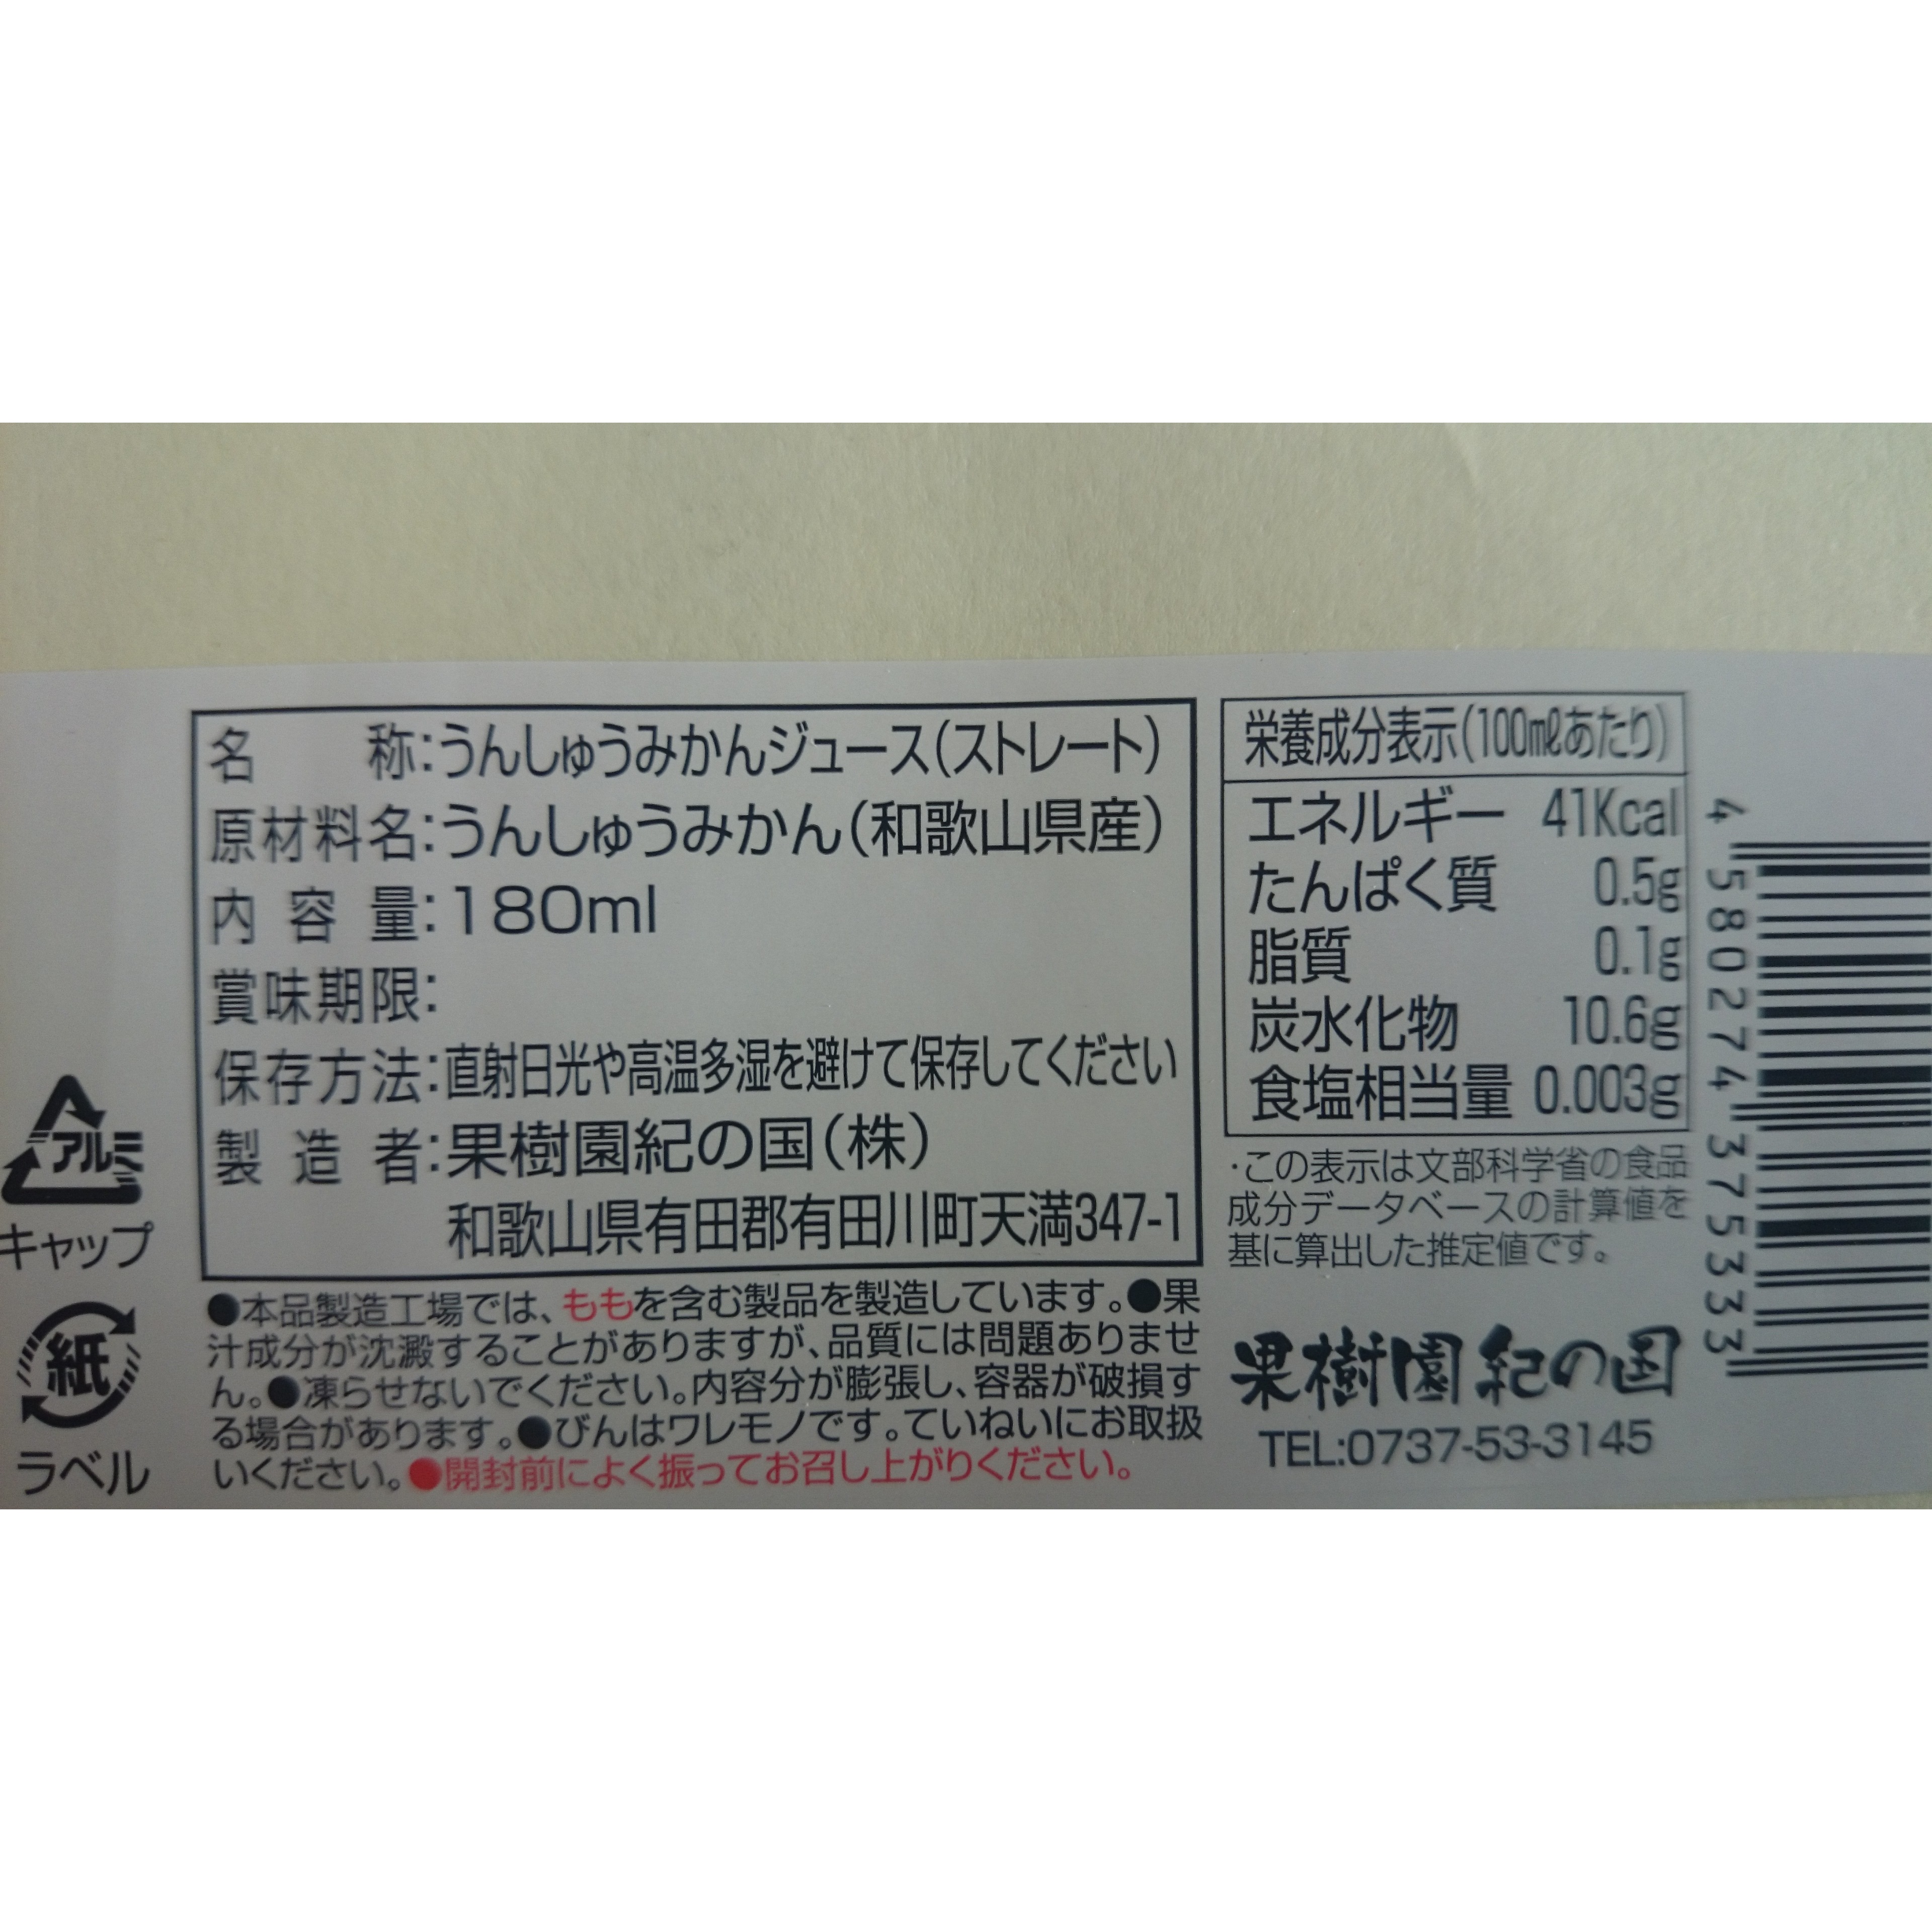 名 称:うんしゅうみかんジュース(ストレート)
原材料名:うんしゅうみかん(和歌山県産)
内 容 量:180ml
賞味期限:
保存方法:直射日光や高温多湿を避けて保存してください
製 造 者:果樹園紀の国(株)
和歌山県有田郡有田川町天満347-1
●本品製造工場では、ももを含む製品を製造しています。●果
汁成分が沈澱することがありますが、品質には問題ありませ
ん。●凍らせないでください。内容分が膨張し、容器が破損す
る場合があります。●びんはワレモノです。ていねいにお取扱
いください。●開封前によく振ってお召し上がりください。
アルミ
キャップ
紙
ラベル
栄養成分表示(100mℓあたり)
エネルギー 41Kcal
たんぱく質 0.5g
脂質 0.1g
炭水化物 10.6g
食塩相当量 0.003g
・この表示は文部科学省の食品
成分データベースの計算値を
基に算出した推定値です。
果樹園 紀の国
TEL:0737-53-3145
4580274375333